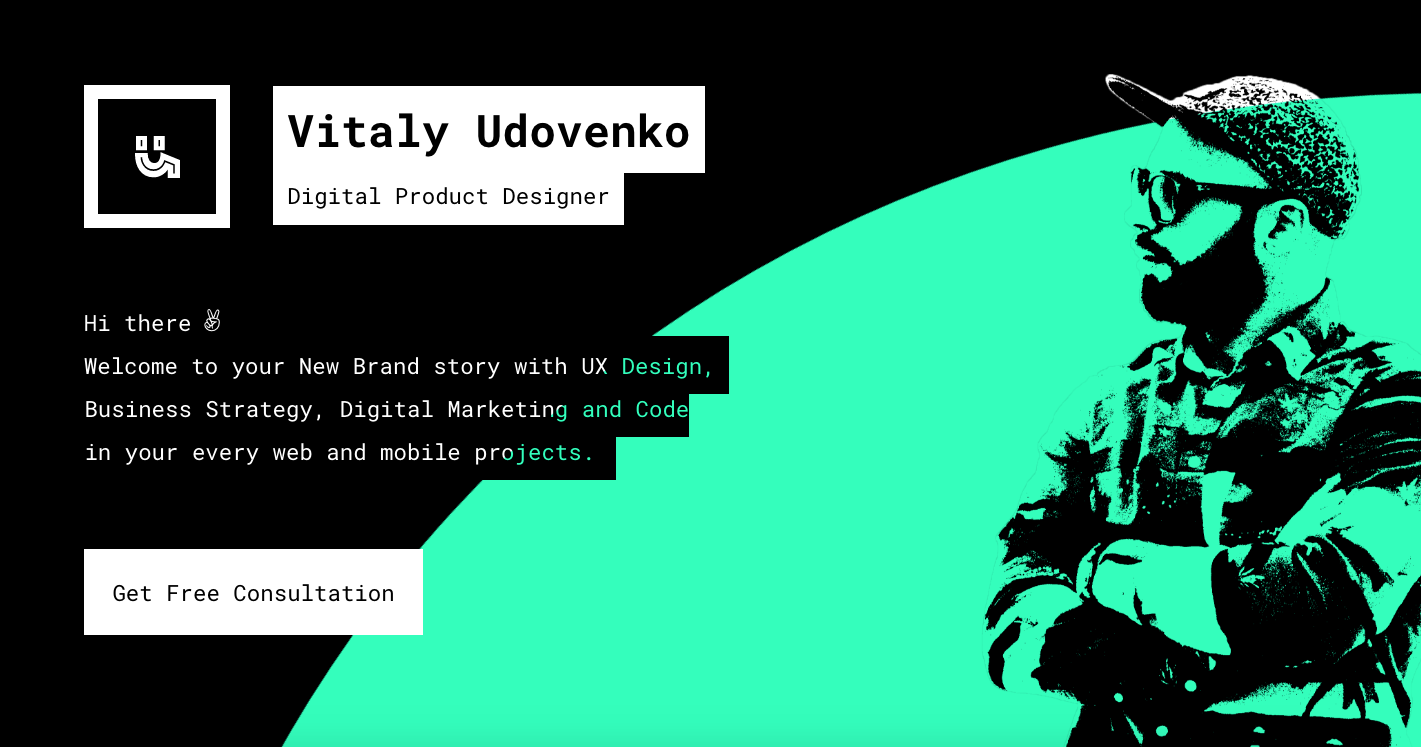 Vitaly Udovenko
Digital Product Designer
Hi there ✌
Welcome to your New Brand story with UX Design,
Business Strategy, Digital Marketing and Code
in your every web and mobile projects.
Get Free Consultation